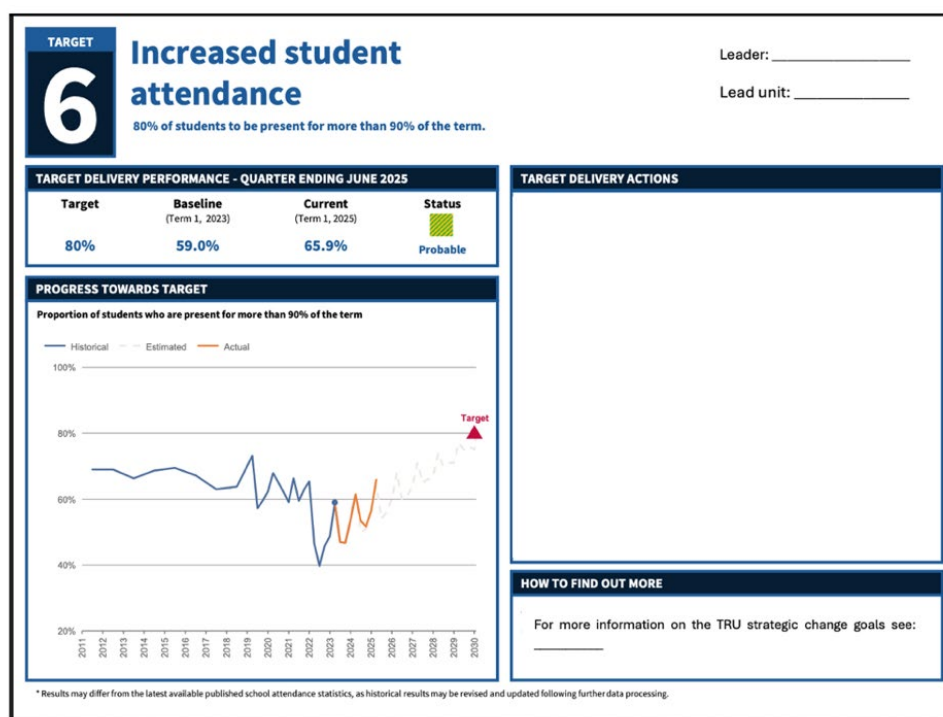 TARGET
6
Increased student
attendance
80% of students to be present for more than 90% of the term.
Leader: __________________
Lead unit: _______________
TARGET DELIVERY PERFORMANCE - QUARTER ENDING JUNE 2025
Target Baseline Current Status
(Term 1, 2023) (Term 1, 2025)
80% 59.0% 65.9% Probable
PROGRESS TOWARDS TARGET
Proportion of students who are present for more than 90% of the term
Historical Estimated Actual
100%
Target
80%
60%
40%
20%
2011 2012 2013 2014 2015 2016 2017 2018 2019 2020 2021 2022 2023 2024 2025 2026 2027 2028 2029 2030
TARGET DELIVERY ACTIONS
HOW TO FIND OUT MORE
For more information on the TRU strategic change goals see:
__________
* Results may differ from the latest available published school attendance statistics, as historical results may be revised and updated following further data processing.